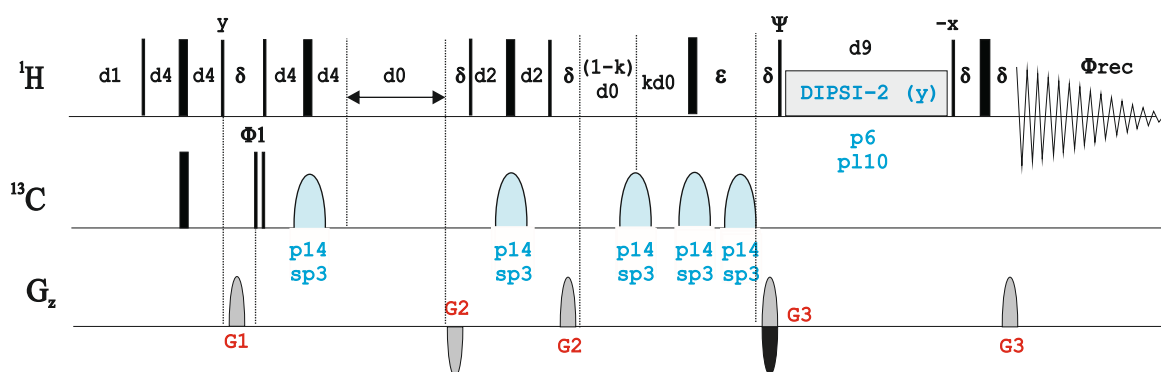 y Ψ -x
¹H d1 d4 d4 δ d4 d4 d0 δ d2 d2 δ (1-k) d0 kd0 ε δ d9 δ δ Φrec
DIPSI-2 (y)
p6
pl10
Φ1
¹³C
p14 p14 p14 p14 p14
sp3 sp3 sp3 sp3 sp3
Gz
G1 G2 G2 G3 G3